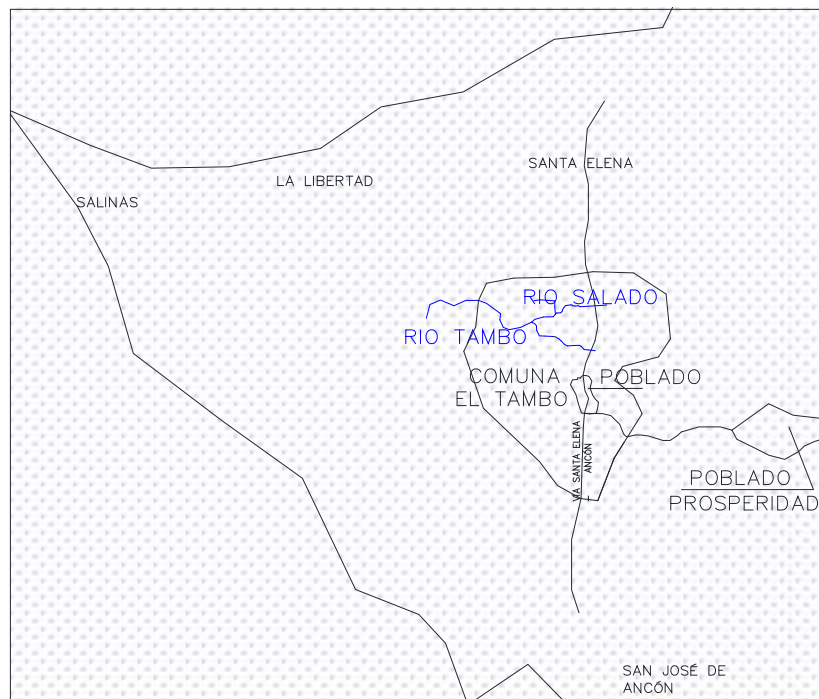 SANTA ELENA
LA LIBERTAD
SALINAS
RIO SALADO
RIO TAMBO
COMUNA
EL TAMBO
POBLADO
VIA SANTA ELENA
ANCÓN
POBLADO
PROSPERIDAD
SAN JOSÉ DE
ANCÓN